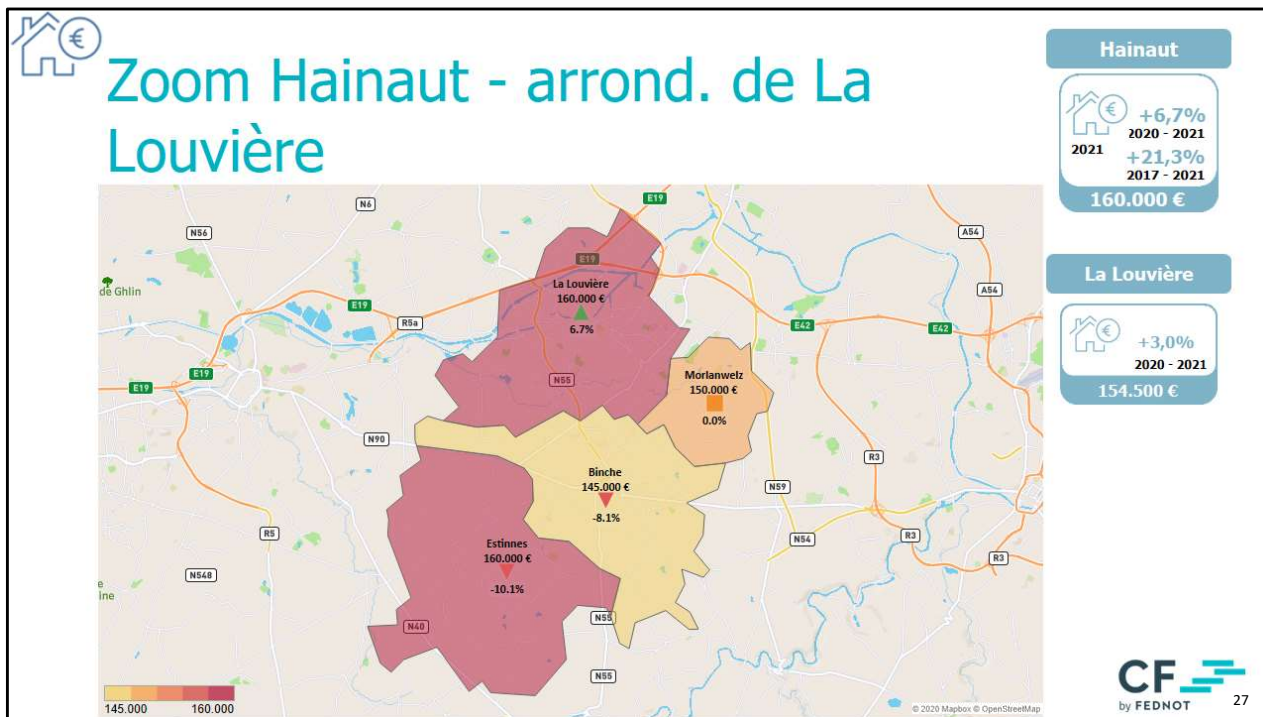 Zoom Hainaut - arrond. de La
Louvière
Hainaut
€
+6,7%
2020 - 2021
2021
+21,3%
2017 - 2021
160.000 €
La Louvière
€
+3,0%
2020 - 2021
154.500 €
E19
N6
N56
A54
E19
de Ghlin
La Louvière
160.000 €
6.7%
A54
E19
R5a
E42
E42
E19
E19
N55
Morlanwelz
150.000 €
0.0%
N90
R3
Binche
145.000 €
-8.1%
N59
R5
R3
N54
R3
Estinnes
160.000 €
-10.1%
N548
e
ine
N40
N55
N55
145.000 160.000
© 2020 Mapbox © OpenStreetMap
CF
by FEDNOT
27